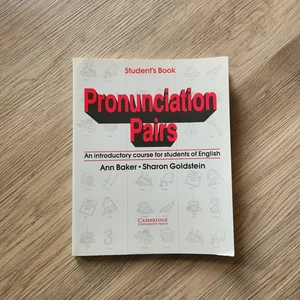 Student's Book
Pronunciation
Pairs
An introductory course for students of English
Ann Baker • Sharon Goldstein
CAMBRIDGE
UNIVERSITY PRESS